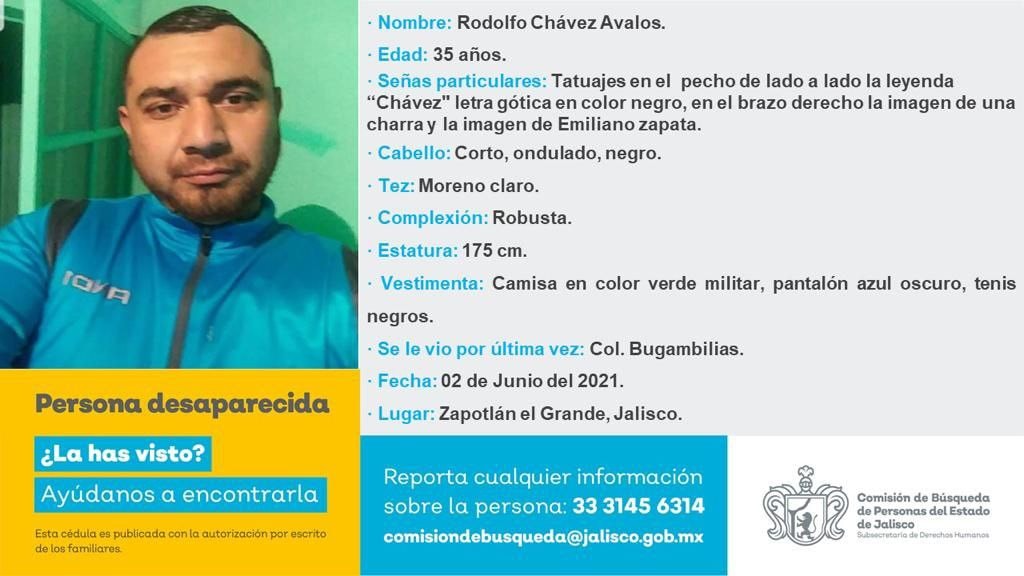 · Nombre: Rodolfo Chávez Avalos.
· Edad: 35 años.
· Señas particulares: Tatuajes en el pecho de lado a lado la leyenda
“Chávez" letra gótica en color negro, en el brazo derecho la imagen de una
charra y la imagen de Emiliano zapata.
· Cabello: Corto, ondulado, negro.
· Tez: Moreno claro.
· Complexión: Robusta.
· Estatura: 175 cm.
· Vestimenta: Camisa en color verde militar, pantalón azul oscuro, tenis
negros.
· Se le vio por última vez: Col. Bugambilias.
· Fecha: 02 de Junio del 2021.
· Lugar: Zapotlán el Grande, Jalisco.
Persona desaparecida
¿La has visto?
Ayúdanos a encontrarla
Esta cédula es publicada con la autorización por escrito
de los familiares.
Reporta cualquier información
sobre la persona: 33 3145 6314
comisiondebusqueda@jalisco.gob.mx
Comisión de Búsqueda
de Personas del Estado
de Jalisco
Subsecretaría de Derechos Humanos